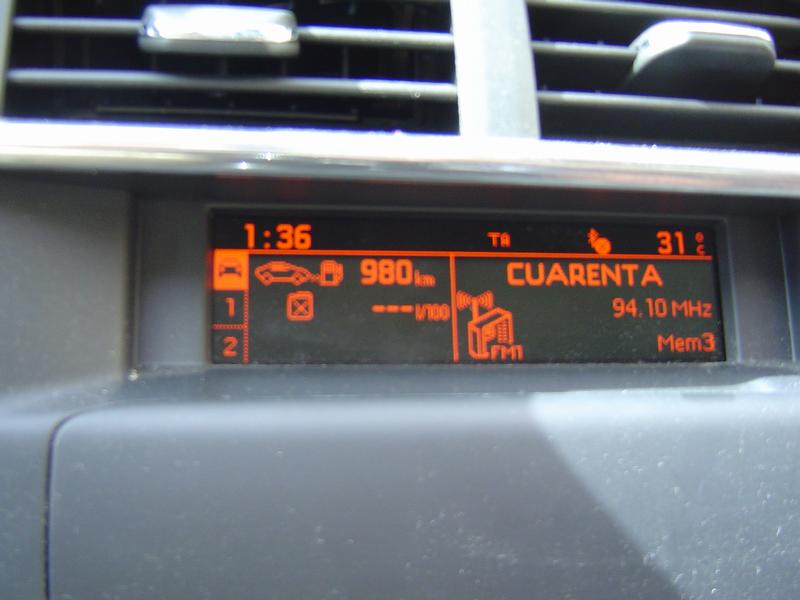 1:36 TA 31 °C
980 km
1 --- l/100
2
CUARENTA
94.10 MHz
FM1 Mem3